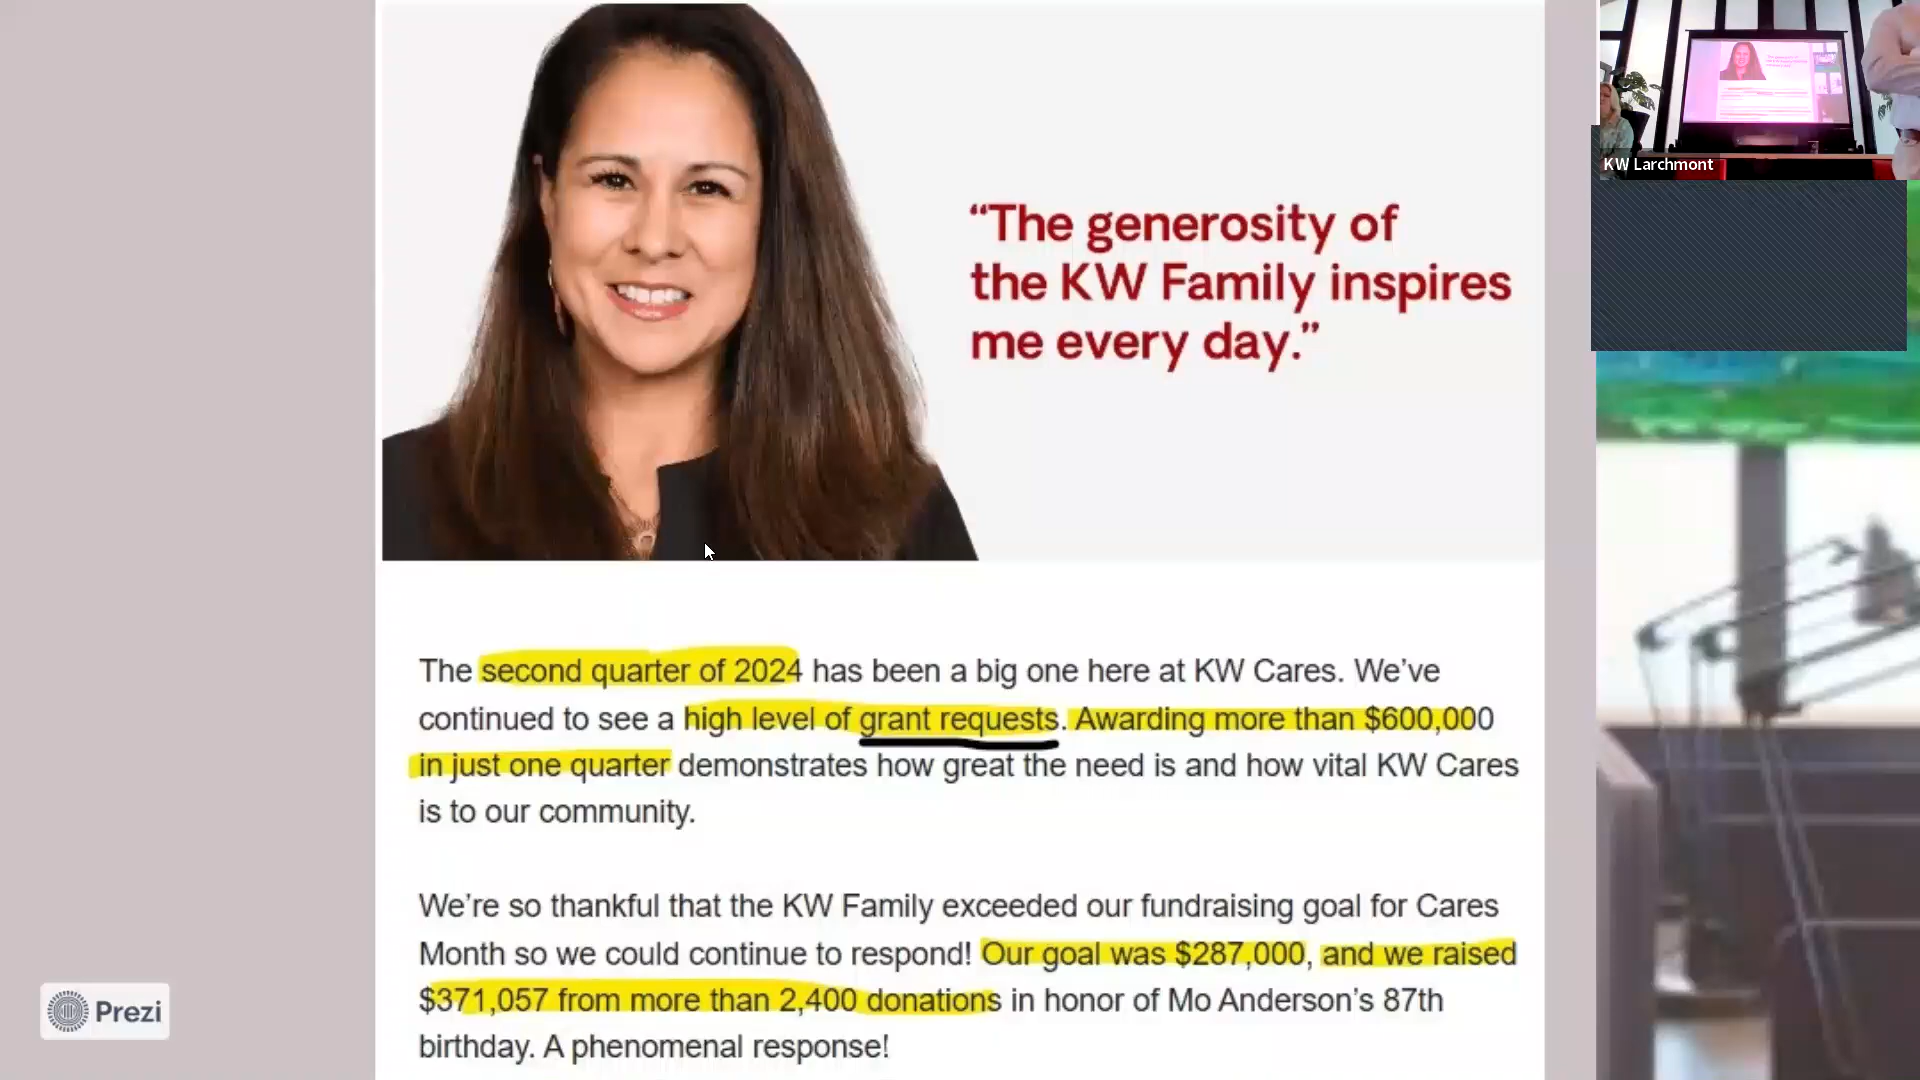 “The generosity of
the KW Family inspires
me every day.”
The second quarter of 2024 has been a big one here at KW Cares. We’ve
continued to see a high level of grant requests. Awarding more than $600,000
in just one quarter demonstrates how great the need is and how vital KW Cares
is to our community.
We’re so thankful that the KW Family exceeded our fundraising goal for Cares
Month so we could continue to respond! Our goal was $287,000, and we raised
$371,057 from more than 2,400 donations in honor of Mo Anderson’s 87th
birthday. A phenomenal response!
Prezi
KW Larchmont